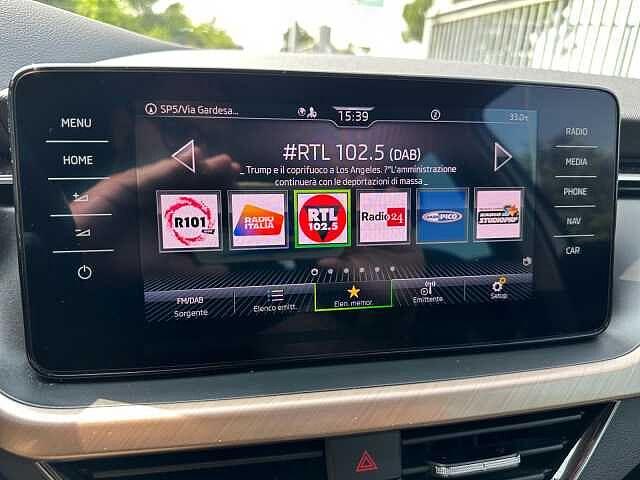 SP5/Via Gardesa...
15:39
33.0°C
MENU
HOME
RADIO
MEDIA
PHONE
NAV
CAR
#RTL 102.5 (DAB)
_ Trump e il coprifuoco a Los Angeles. ?"L'amministrazione
continuerà con le deportazioni di massa _
R101
RADIO
ITALIA
RTL
102.5
Radio24
PICO
STUDIOPIU'
FM/DAB
Sorgente
Elenco emitt.
Elen. memor.
Emittente
Setup